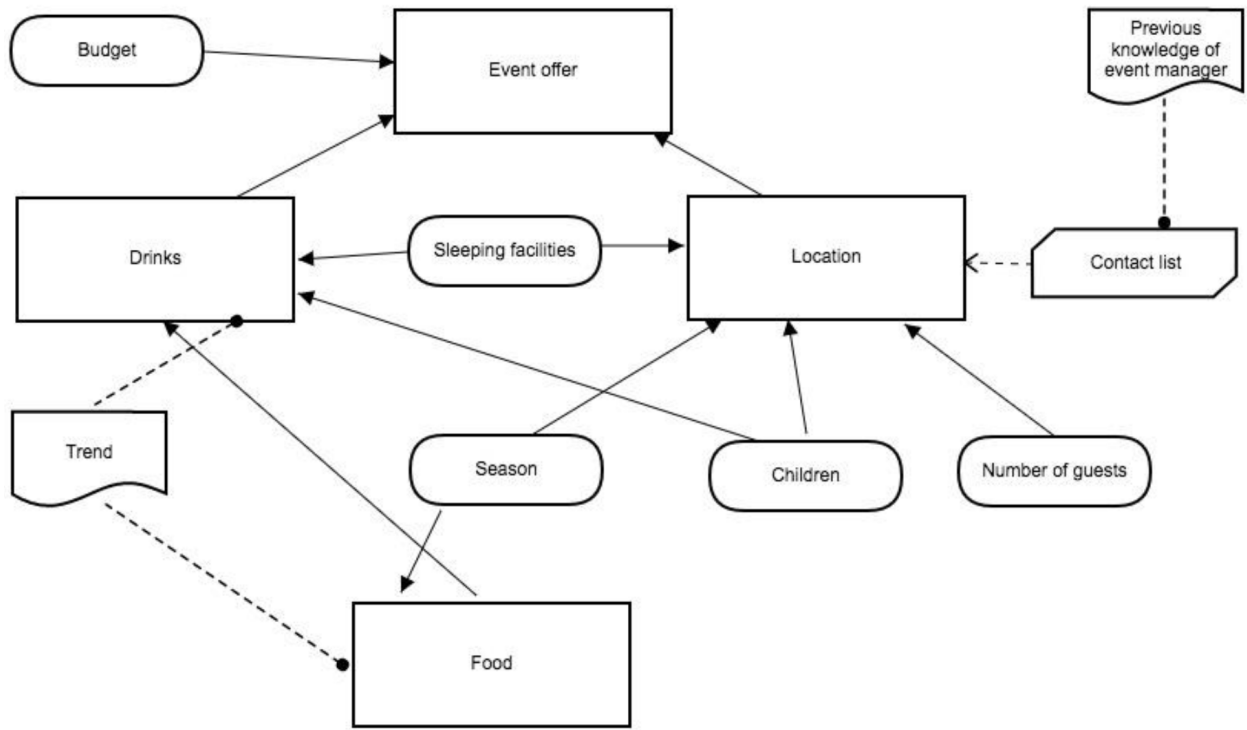 Budget
Event offer
Previous
knowledge of
event manager
Drinks
Sleeping facilities
Location
Contact list
Trend
Season
Children
Number of guests
Food